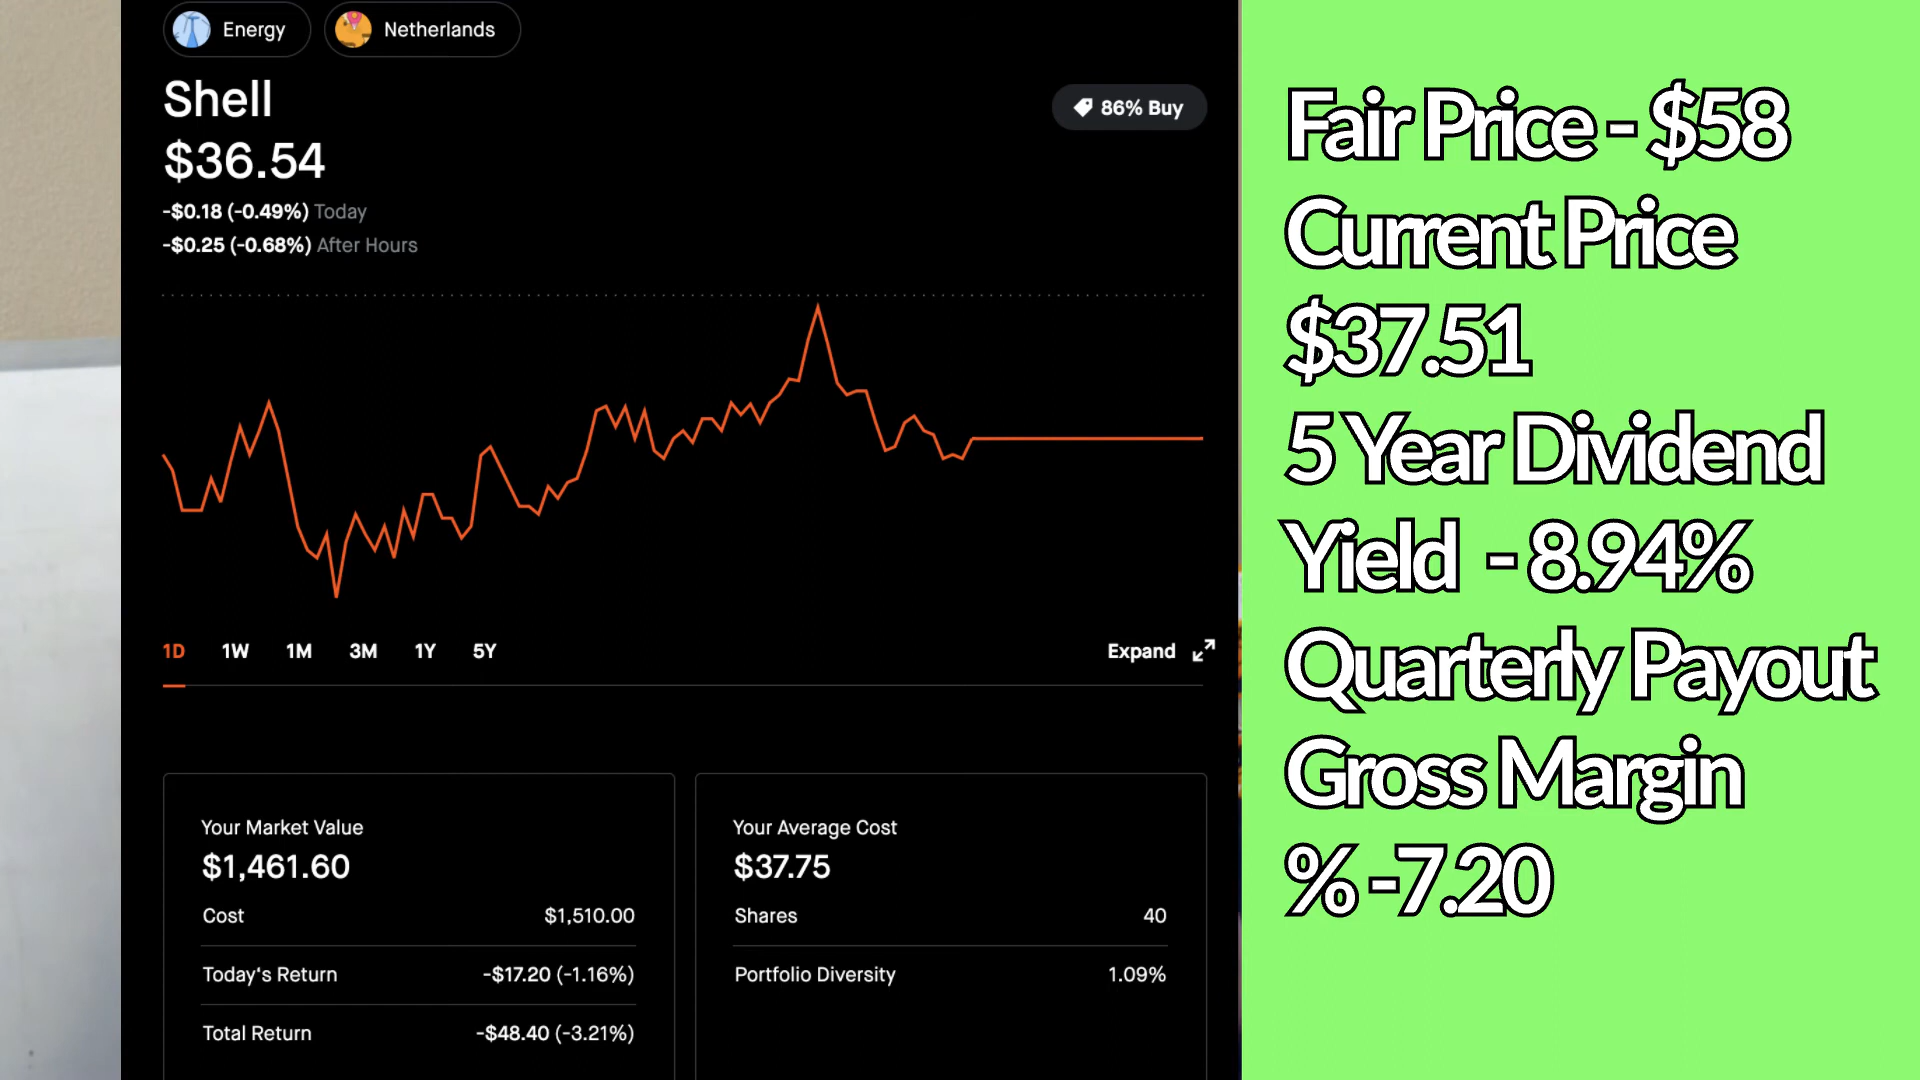 Energy
Netherlands
Shell
86% Buy
$36.54
-$0.18 (-0.49%) Today
-$0.25 (-0.68%) After Hours
1D 1W 1M 3M 1Y 5Y
Expand
Your Market Value
$1,461.60
Cost $1,510.00
Today's Return -$17.20 (-1.16%)
Total Return -$48.40 (-3.21%)
Your Average Cost
$37.75
Shares 40
Portfolio Diversity 1.09%
Fair Price - $58
Current Price
$37.51
5 Year Dividend
Yield - 8.94%
Quarterly Payout
Gross Margin
% -7.20